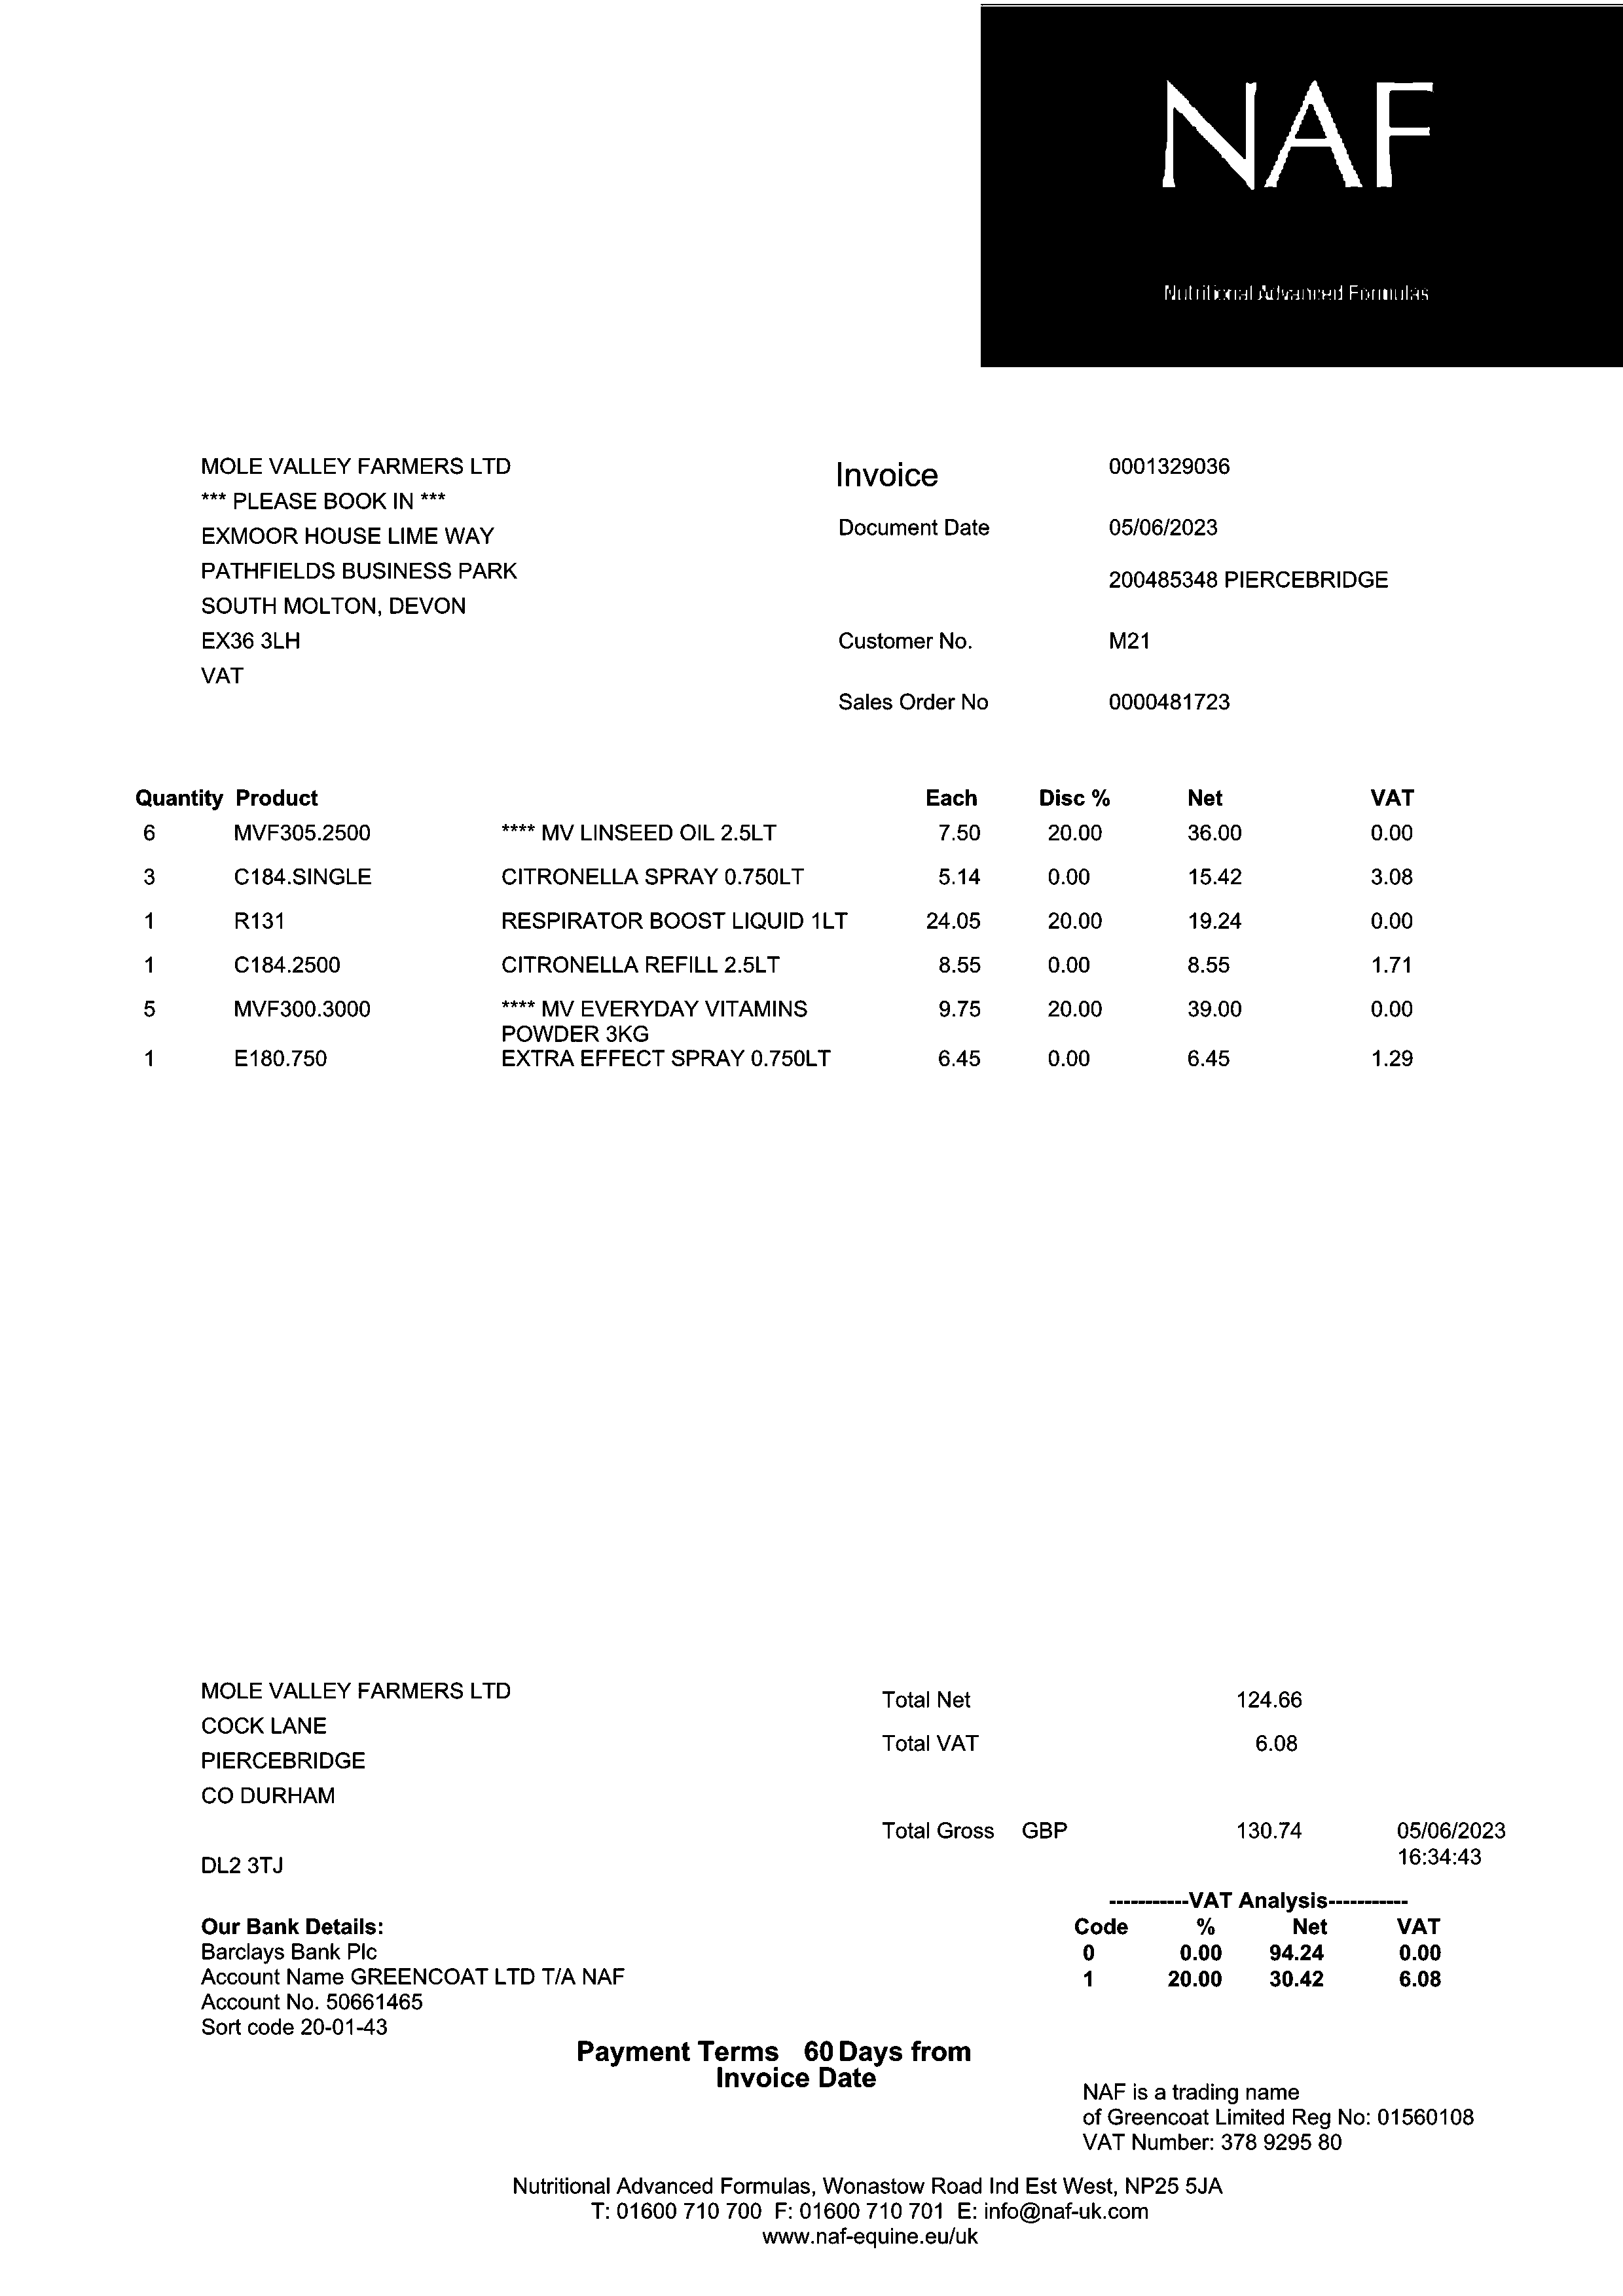 NAF
Nutritional Advanced Formulas
MOLE VALLEY FARMERS LTD
*** PLEASE BOOK IN ***
EXMOOR HOUSE LIME WAY
PATHFIELDS BUSINESS PARK
SOUTH MOLTON, DEVON
EX36 3LH
VAT
Invoice 0001329036
Document Date 05/06/2023
200485348 PIERCEBRIDGE
Customer No. M21
Sales Order No 0000481723
Quantity Product Each Disc % Net VAT
6 MVF305.2500 **** MV LINSEED OIL 2.5LT 7.50 20.00 36.00 0.00
3 C184.SINGLE CITRONELLA SPRAY 0.750LT 5.14 0.00 15.42 3.08
1 R131 RESPIRATOR BOOST LIQUID 1LT 24.05 20.00 19.24 0.00
1 C184.2500 CITRONELLA REFILL 2.5LT 8.55 0.00 8.55 1.71
5 MVF300.3000 **** MV EVERYDAY VITAMINS 9.75 20.00 39.00 0.00
POWDER 3KG
1 E180.750 EXTRA EFFECT SPRAY 0.750LT 6.45 0.00 6.45 1.29
MOLE VALLEY FARMERS LTD
COCK LANE
PIERCEBRIDGE
CO DURHAM
DL2 3TJ
Total Net 124.66
Total VAT 6.08
Total Gross GBP 130.74 05/06/2023
16:34:43
-----------VAT Analysis-----------
Code % Net VAT
0 0.00 94.24 0.00
1 20.00 30.42 6.08
Our Bank Details:
Barclays Bank Plc
Account Name GREENCOAT LTD T/A NAF
Account No. 50661465
Sort code 20-01-43
Payment Terms 60 Days from
Invoice Date
NAF is a trading name
of Greencoat Limited Reg No: 01560108
VAT Number: 378 9295 80
Nutritional Advanced Formulas, Wonastow Road Ind Est West, NP25 5JA
T: 01600 710 700 F: 01600 710 701 E: info@naf-uk.com
www.naf-equine.eu/uk